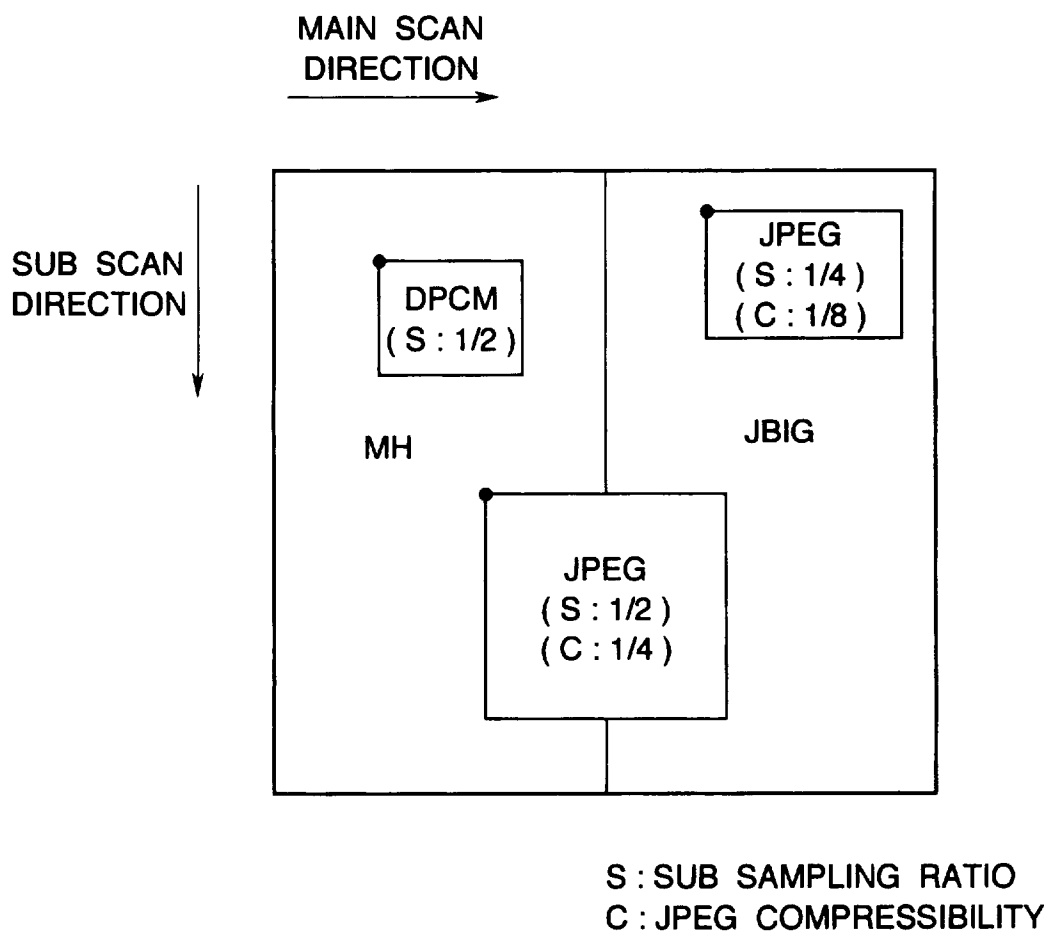 MAIN SCAN
DIRECTION
SUB SCAN
DIRECTION
DPCM
( S : 1/2 )
JPEG
( S : 1/4 )
( C : 1/8 )
MH
JBIG
JPEG
( S : 1/2 )
( C : 1/4 )
S : SUB SAMPLING RATIO
C : JPEG COMPRESSIBILITY